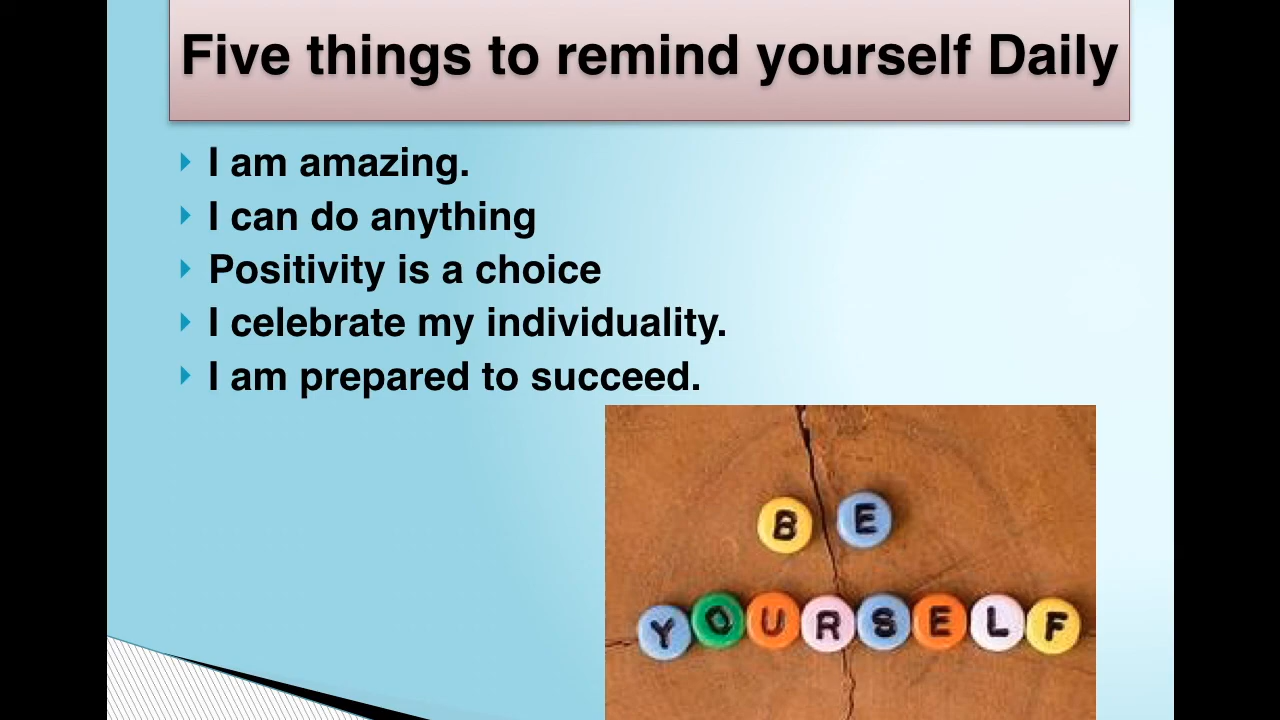 Five things to remind yourself Daily
I am amazing.
I can do anything
Positivity is a choice
I celebrate my individuality.
I am prepared to succeed.
B E
YOURSELF